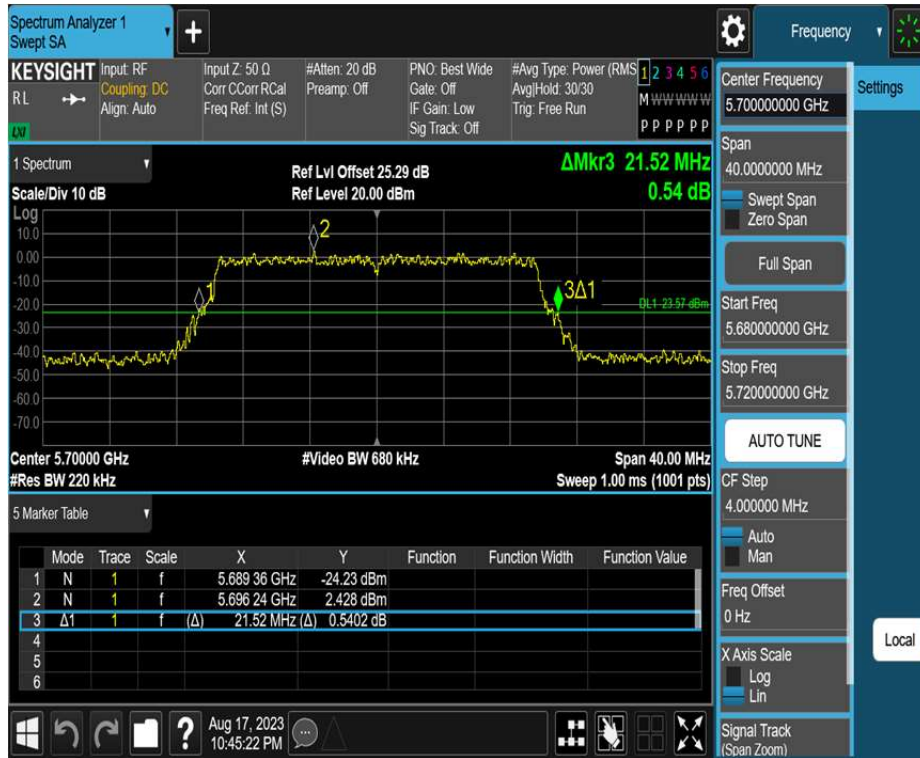 Spectrum Analyzer 1
Swept SA
+
Frequency
KEYSIGHT
RL
LXI
Input: RF
Coupling: DC
Align: Auto
Input Z: 50 Ω
Corr CCorr RCal
Freq Ref: Int (S)
#Atten: 20 dB
Preamp: Off
PNO: Best Wide
Gate: Off
IF Gain: Low
Sig Track: Off
#Avg Type: Power (RMS
Avg|Hold: 30/30
Trig: Free Run
1 2 3 4 5 6
M W W W W W
P P P P P P
Center Frequency
5.700000000 GHz
Settings
Span
40.0000000 MHz
Swept Span
Zero Span
Full Span
Start Freq
5.680000000 GHz
Stop Freq
5.720000000 GHz
AUTO TUNE
CF Step
4.000000 MHz
Auto
Man
Freq Offset
0 Hz
X Axis Scale
Log
Lin
Signal Track
(Span Zoom)
Local
1 Spectrum
Scale/Div 10 dB
Ref Lvl Offset 25.29 dB
Ref Level 20.00 dBm
ΔMkr3 21.52 MHz
0.54 dB
Log
10.0
0.00
-10.0
-20.0
-30.0
-40.0
-50.0
-60.0
-70.0
1
2
3Δ1
DL1 -23.57 dBm
Center 5.70000 GHz
#Video BW 680 kHz
Span 40.00 MHz
#Res BW 220 kHz
Sweep 1.00 ms (1001 pts)
5 Marker Table
Mode Trace Scale X Y Function Function Width Function Value
1 N 1 f 5.689 36 GHz -24.23 dBm
2 N 1 f 5.696 24 GHz 2.428 dBm
3 Δ1 1 f (Δ) 21.52 MHz (Δ) 0.5402 dB
4
5
6
?
Aug 17, 2023
10:45:22 PM